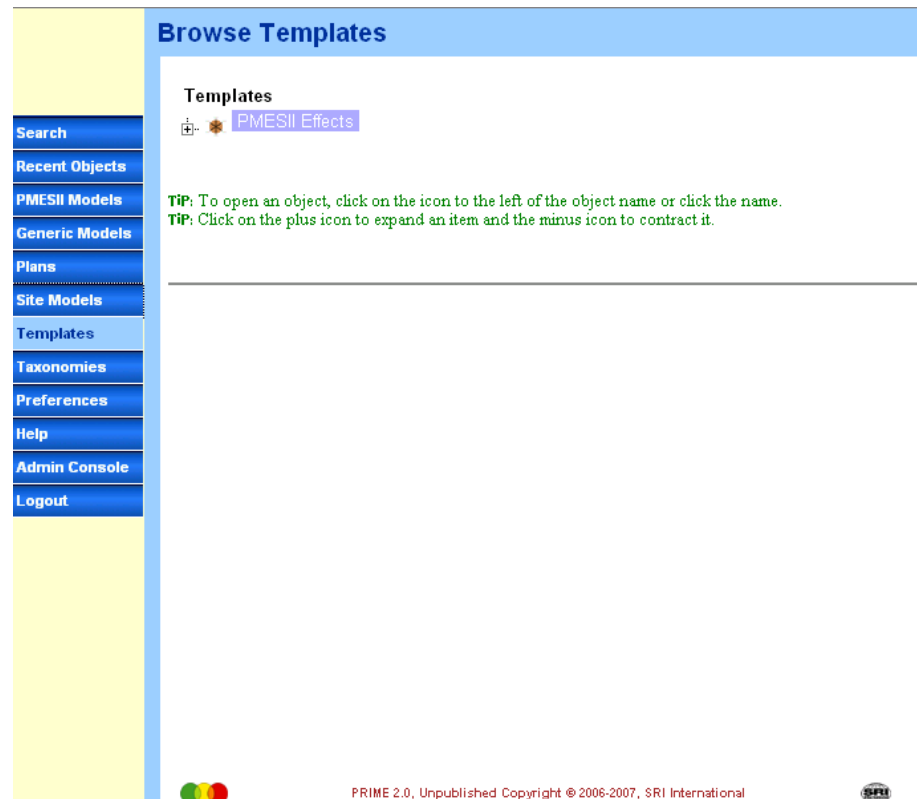 Browse Templates
Templates
PMESII Effects
TiP: To open an object, click on the icon to the left of the object name or click the name.
TiP: Click on the plus icon to expand an item and the minus icon to contract it.
Search
Recent Objects
PMESII Models
Generic Models
Plans
Site Models
Templates
Taxonomies
Preferences
Help
Admin Console
Logout
PRIME 2.0, Unpublished Copyright © 2006-2007, SRI International
SRI